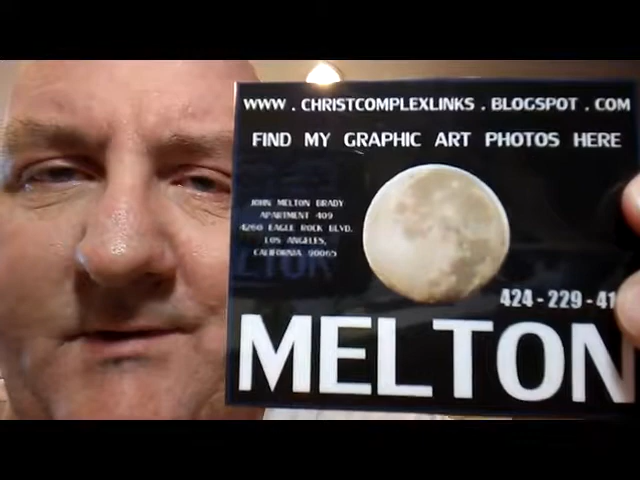 WWW . CHRISTCOMPLEXLINKS . BLOGSPOT . COM
FIND MY GRAPHIC ART PHOTOS HERE
JOHN MELTON BRADY
APARTMENT 409
4260 EAGLE ROCK BLVD.
LOS ANGELES,
CALIFORNIA 90065
424-229-41
MELTON